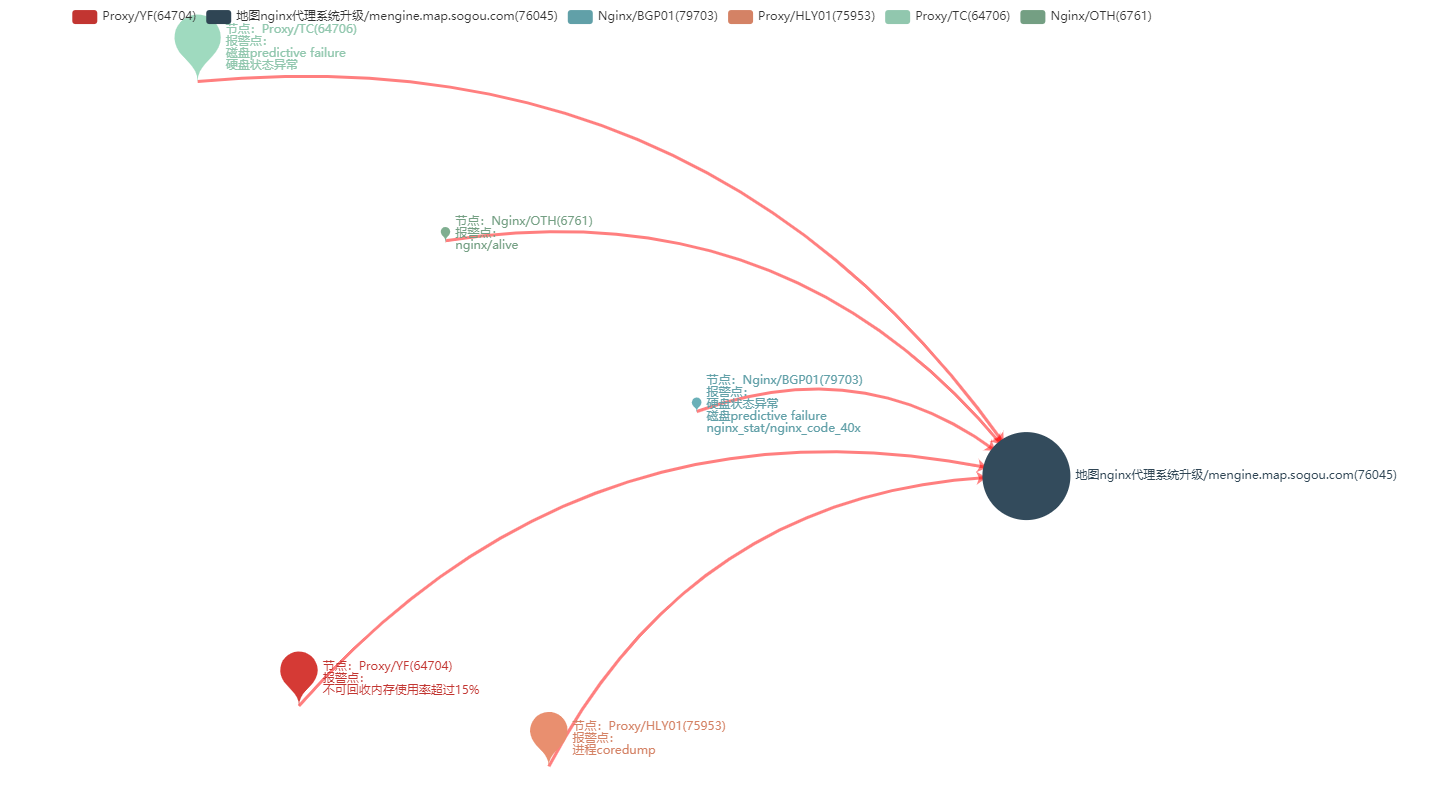 Proxy/YF(64704)
地图nginx代理系统升级/mengine.map.sogou.com(76045)
Nginx/BGP01(79703)
Proxy/HLY01(75953)
Proxy/TC(64706)
Nginx/OTH(6761)
节点：Proxy/TC(64706)
报警点：
磁盘predictive failure
硬盘状态异常
节点：Nginx/OTH(6761)
报警点：
nginx/alive
节点：Nginx/BGP01(79703)
报警点：
硬盘状态异常
磁盘predictive failure
nginx_stat/nginx_code_40x
地图nginx代理系统升级/mengine.map.sogou.com(76045)
节点：Proxy/YF(64704)
报警点：
不可回收内存使用率超过15%
节点：Proxy/HLY01(75953)
报警点：
进程coredump